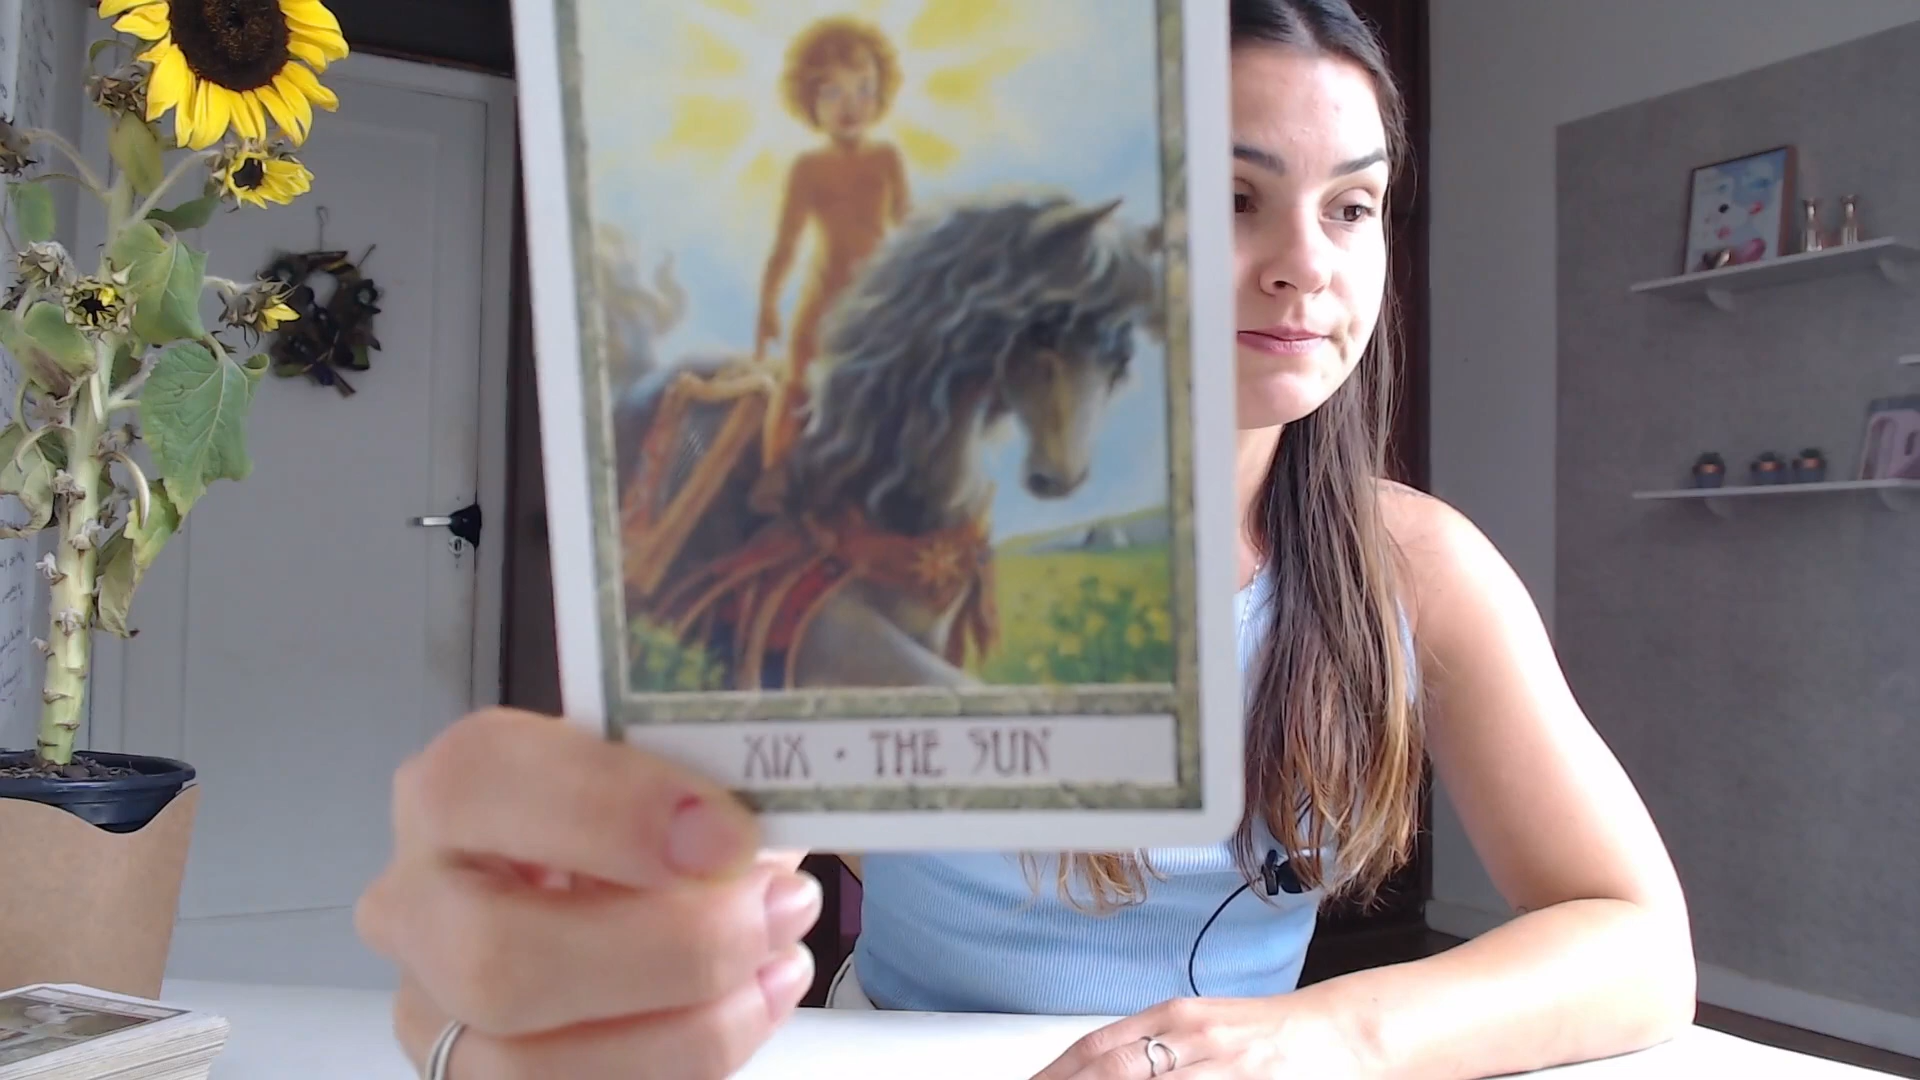 XIX • THE SUN